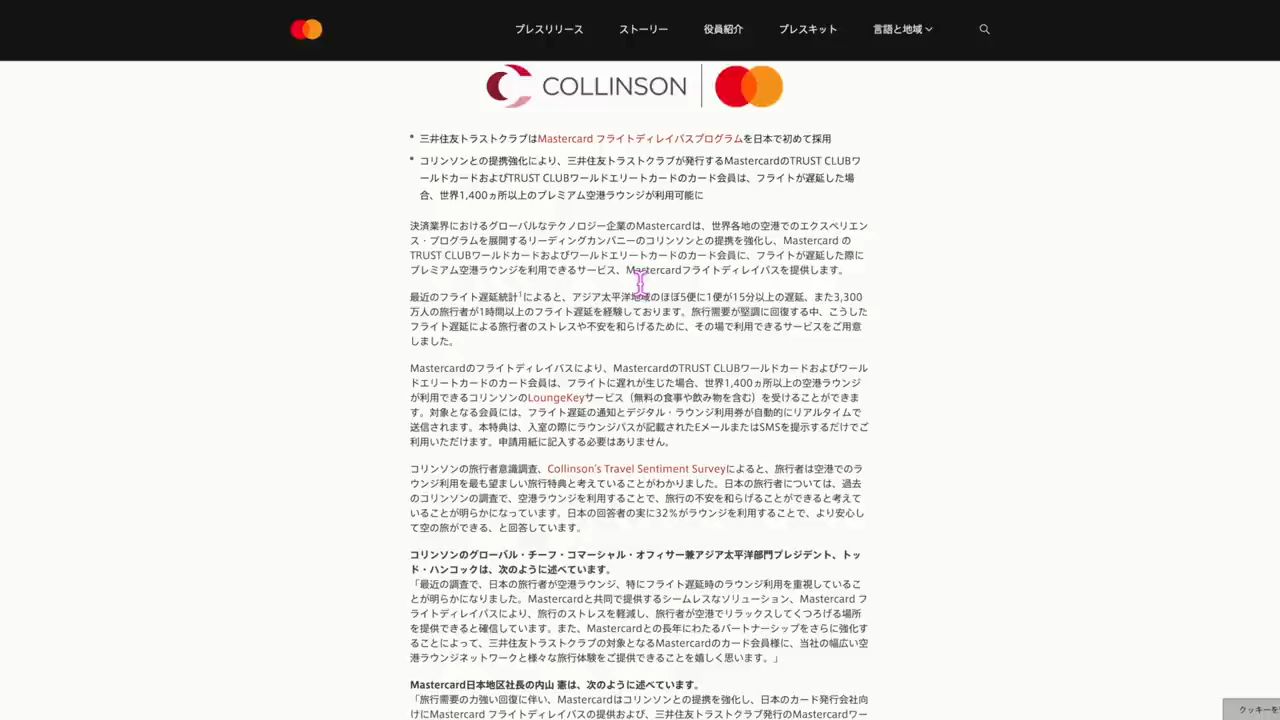 プレスリリース ストーリー 役員紹介 プレスキット 言語と地域
COLLINSON
三井住友トラストクラブはMastercard フライトディレイパスプログラムを日本で初めて採用
コリンソンとの提携強化により、三井住友トラストクラブが発行するMastercardのTRUST CLUBワ
ールドカードおよびTRUST CLUBワールドエリートカードのカード会員は、フライトが遅延した場
合、世界1,400ヵ所以上のプレミアム空港ラウンジが利用可能に
決済業界におけるグローバルなテクノロジー企業のMastercardは、世界各地の空港でのエクスペリエン
ス・プログラムを展開するリーディングカンパニーのコリンソンとの提携を強化し、Mastercard の
TRUST CLUBワールドカードおよびワールドエリートカードのカード会員に、フライトが遅延した際に
プレミアム空港ラウンジを利用できるサービス、Mastercardフライトディレイパスを提供します。
最近のフライト遅延統計1によると、アジア太平洋地域のほぼ5便に1便が15分以上の遅延、また3,300
万人の旅行者が1時間以上のフライト遅延を経験しております。旅行需要が堅調に回復する中、こうした
フライト遅延による旅行者のストレスや不安を和らげるために、その場で利用できるサービスをご用意
しました。
Mastercardのフライトディレイパスにより、MastercardのTRUST CLUBワールドカードおよびワール
ドエリートカードのカード会員は、フライトに遅れが生じた場合、世界1,400ヵ所以上の空港ラウンジ
が利用できるコリンソンのLoungeKeyサービス（無料の食事や飲み物を含む）を受けることができま
す。対象となる会員には、フライト遅延の通知とデジタル・ラウンジ利用券が自動的にリアルタイムで
送信されます。本特典は、入室の際にラウンジパスが記載されたEメールまたはSMSを提示するだけでご
利用いただけます。申請用紙に記入する必要はありません。
コリンソンの旅行者意識調査、Collinson's Travel Sentiment Surveyによると、旅行者は空港でのラ
ウンジ利用を最も望ましい旅行特典と考えていることがわかりました。日本の旅行者については、過去
のコリンソンの調査で、空港ラウンジを利用することで、旅行の不安を和らげることができると考えて
いることが明らかになっています。日本の回答者の実に32％がラウンジを利用することで、より安心し
て空の旅ができる、と回答しています。
コリンソンのグローバル・チーフ・コマーシャル・オフィサー兼アジア太平洋部門プレジデント、トッ
ド・ハンコックは、次のように述べています。
「最近の調査で、日本の旅行者が空港ラウンジ、特にフライト遅延時のラウンジ利用を重視しているこ
とが明らかになりました。Mastercardと共同で提供するシームレスなソリューション、Mastercard フ
ライトディレイパスにより、旅行のストレスを軽減し、旅行者が空港でリラックスしてくつろげる場所
を提供できると確信しています。また、Mastercardとの長年にわたるパートナーシップをさらに強化す
ることによって、三井住友トラストクラブの対象となるMastercardのカード会員様に、当社の幅広い空
港ラウンジネットワークと様々な旅行体験をご提供できることを嬉しく思います。」
Mastercard日本地区社長の内山 憲は、次のように述べています。
「旅行需要の力強い回復に伴い、Mastercardはコリンソンとの提携を強化し、日本のカード発行会社向
けにMastercard フライトディレイパスの提供および、三井住友トラストクラブ発行のMastercardワー
クッキーを